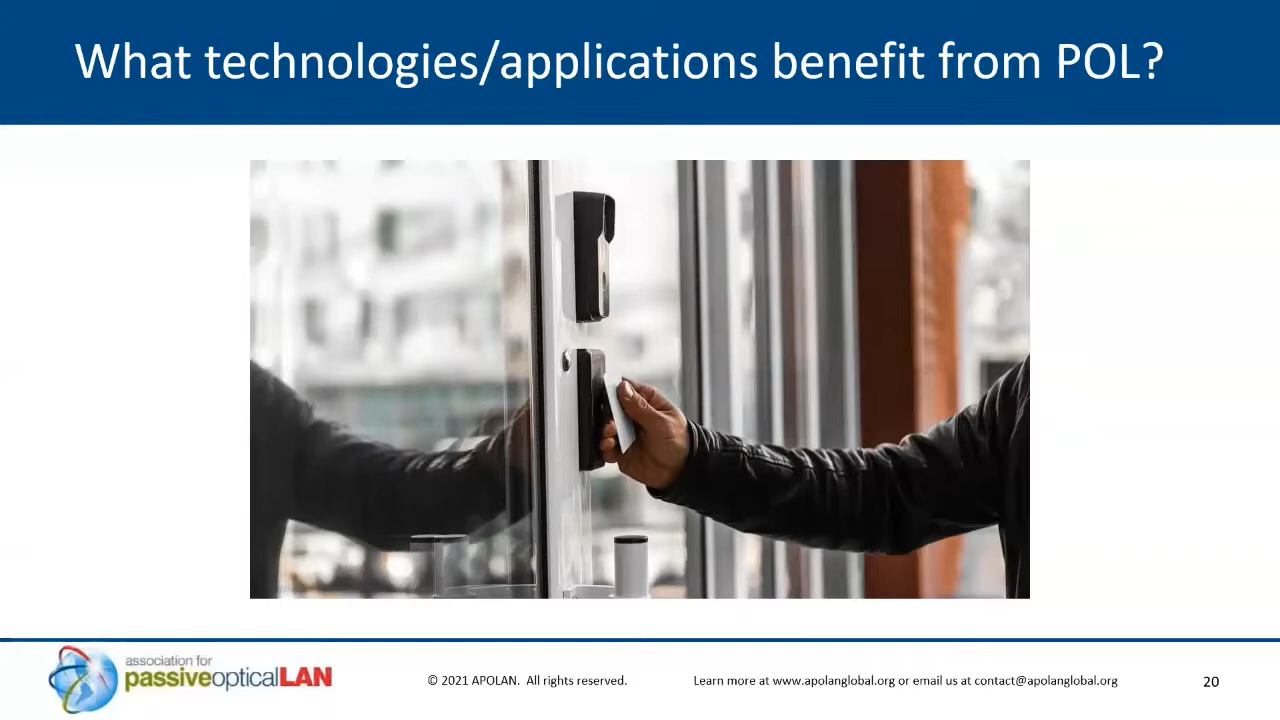 What technologies/applications benefit from POL?
association for
passiveopticalLAN
© 2021 APOLAN. All rights reserved.
Learn more at www.apolanglobal.org or email us at contact@apolanglobal.org
20